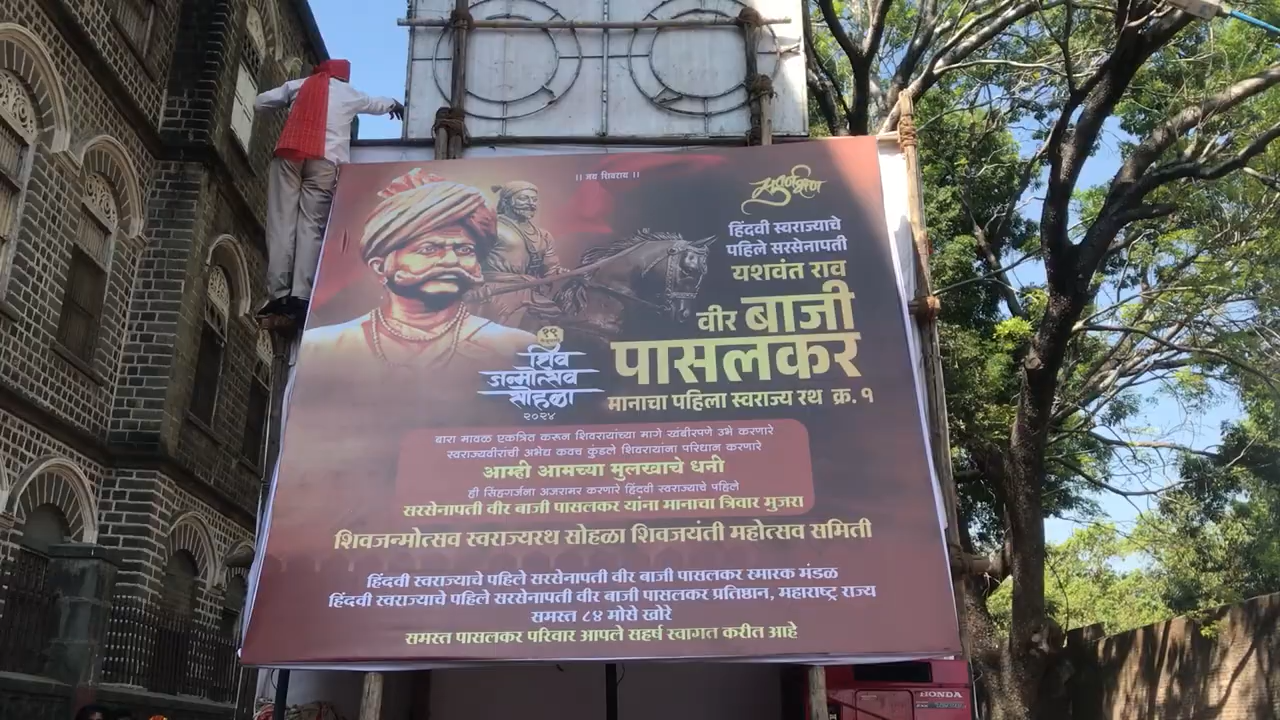 ।। जय शिवराय ।।
हिंदवी स्वराज्याचे
पहिले सरसेनापती
यशवंत राव
वीर बाजी
पासलकर
मानाचा पहिला स्वराज्य रथ क्र. १
१९
शिव
जन्मोत्सव
सोहळा
२०२४
बारा मावळ एकत्रित करून शिवरायांच्या मागे खंबीरपणे उभे करणारे
स्वराज्यवीरांची अभेद्य कवच कुंडले शिवरायांना परिधान करणारे
आम्ही आमच्या मुलखाचे धनी
ही सिंहगर्जना अजरामर करणारे हिंदवी स्वराज्याचे पहिले
सरसेनापती वीर बाजी पासलकर यांना मानाचा त्रिवार मुजरा
शिवजन्मोत्सव स्वराज्यरथ सोहळा शिवजयंती महोत्सव समिती
हिंदवी स्वराज्याचे पहिले सरसेनापती वीर बाजी पासलकर स्मारक मंडळ
हिंदवी स्वराज्याचे पहिले सरसेनापती वीर बाजी पासलकर प्रतिष्ठान, महाराष्ट्र राज्य
समस्त ८४ मोसे खोरे
समस्त पासलकर परिवार आपले सहर्ष स्वागत करीत आहे
HONDA